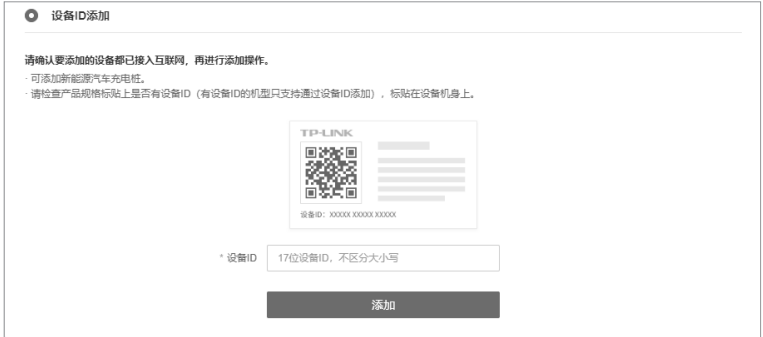 设备ID添加
请确认要添加的设备都已接入互联网，再进行添加操作。
· 可添加新能源汽车充电桩。
· 请检查产品规格标贴上是否有设备ID（有设备ID的机型只支持通过设备ID添加），标贴在设备机身上。
TP-LINK
设备ID：XXXXX XXXXX XXXXX
* 设备ID
17位设备ID，不区分大小写
添加